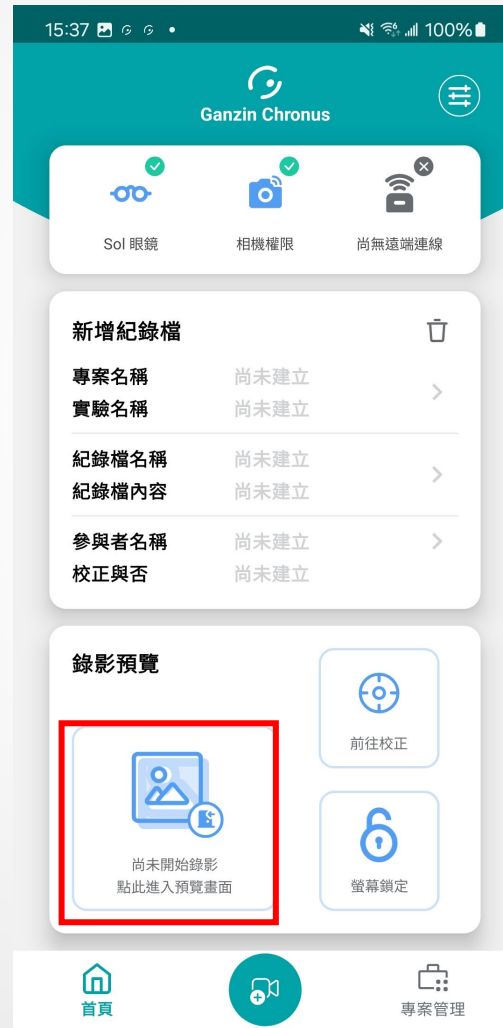 15:37 100%
Ganzin Chronus
Sol 眼鏡 相機權限 尚無遠端連線
新增紀錄檔
專案名稱 尚未建立
實驗名稱 尚未建立
紀錄檔名稱 尚未建立
紀錄檔內容 尚未建立
參與者名稱 尚未建立
校正與否 尚未建立
錄影預覽
前往校正
尚未開始錄影
點此進入預覽畫面
螢幕鎖定
首頁 專案管理